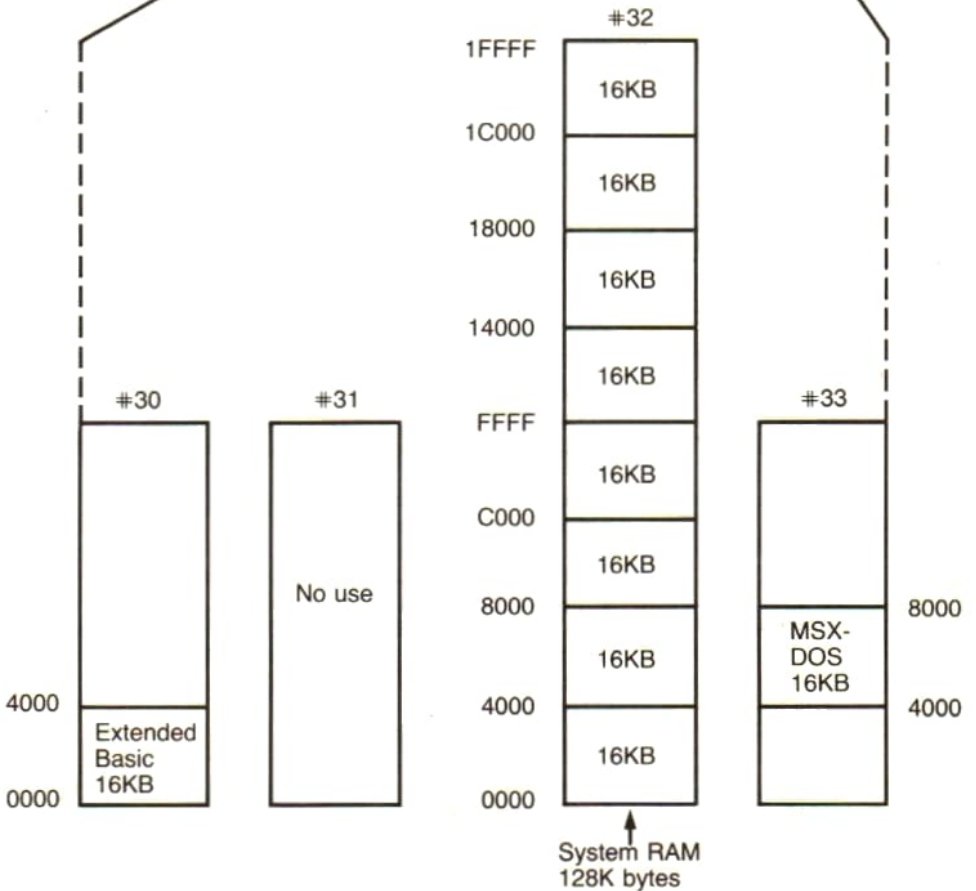 #32
1FFFF
16KB
1C000
16KB
18000
16KB
14000
16KB
#30
#31
#33
FFFF
16KB
C000
16KB
No use
8000
8000
MSX-
DOS
16KB
16KB
4000
4000
4000
Extended
Basic
16KB
16KB
0000
0000
System RAM
128K bytes